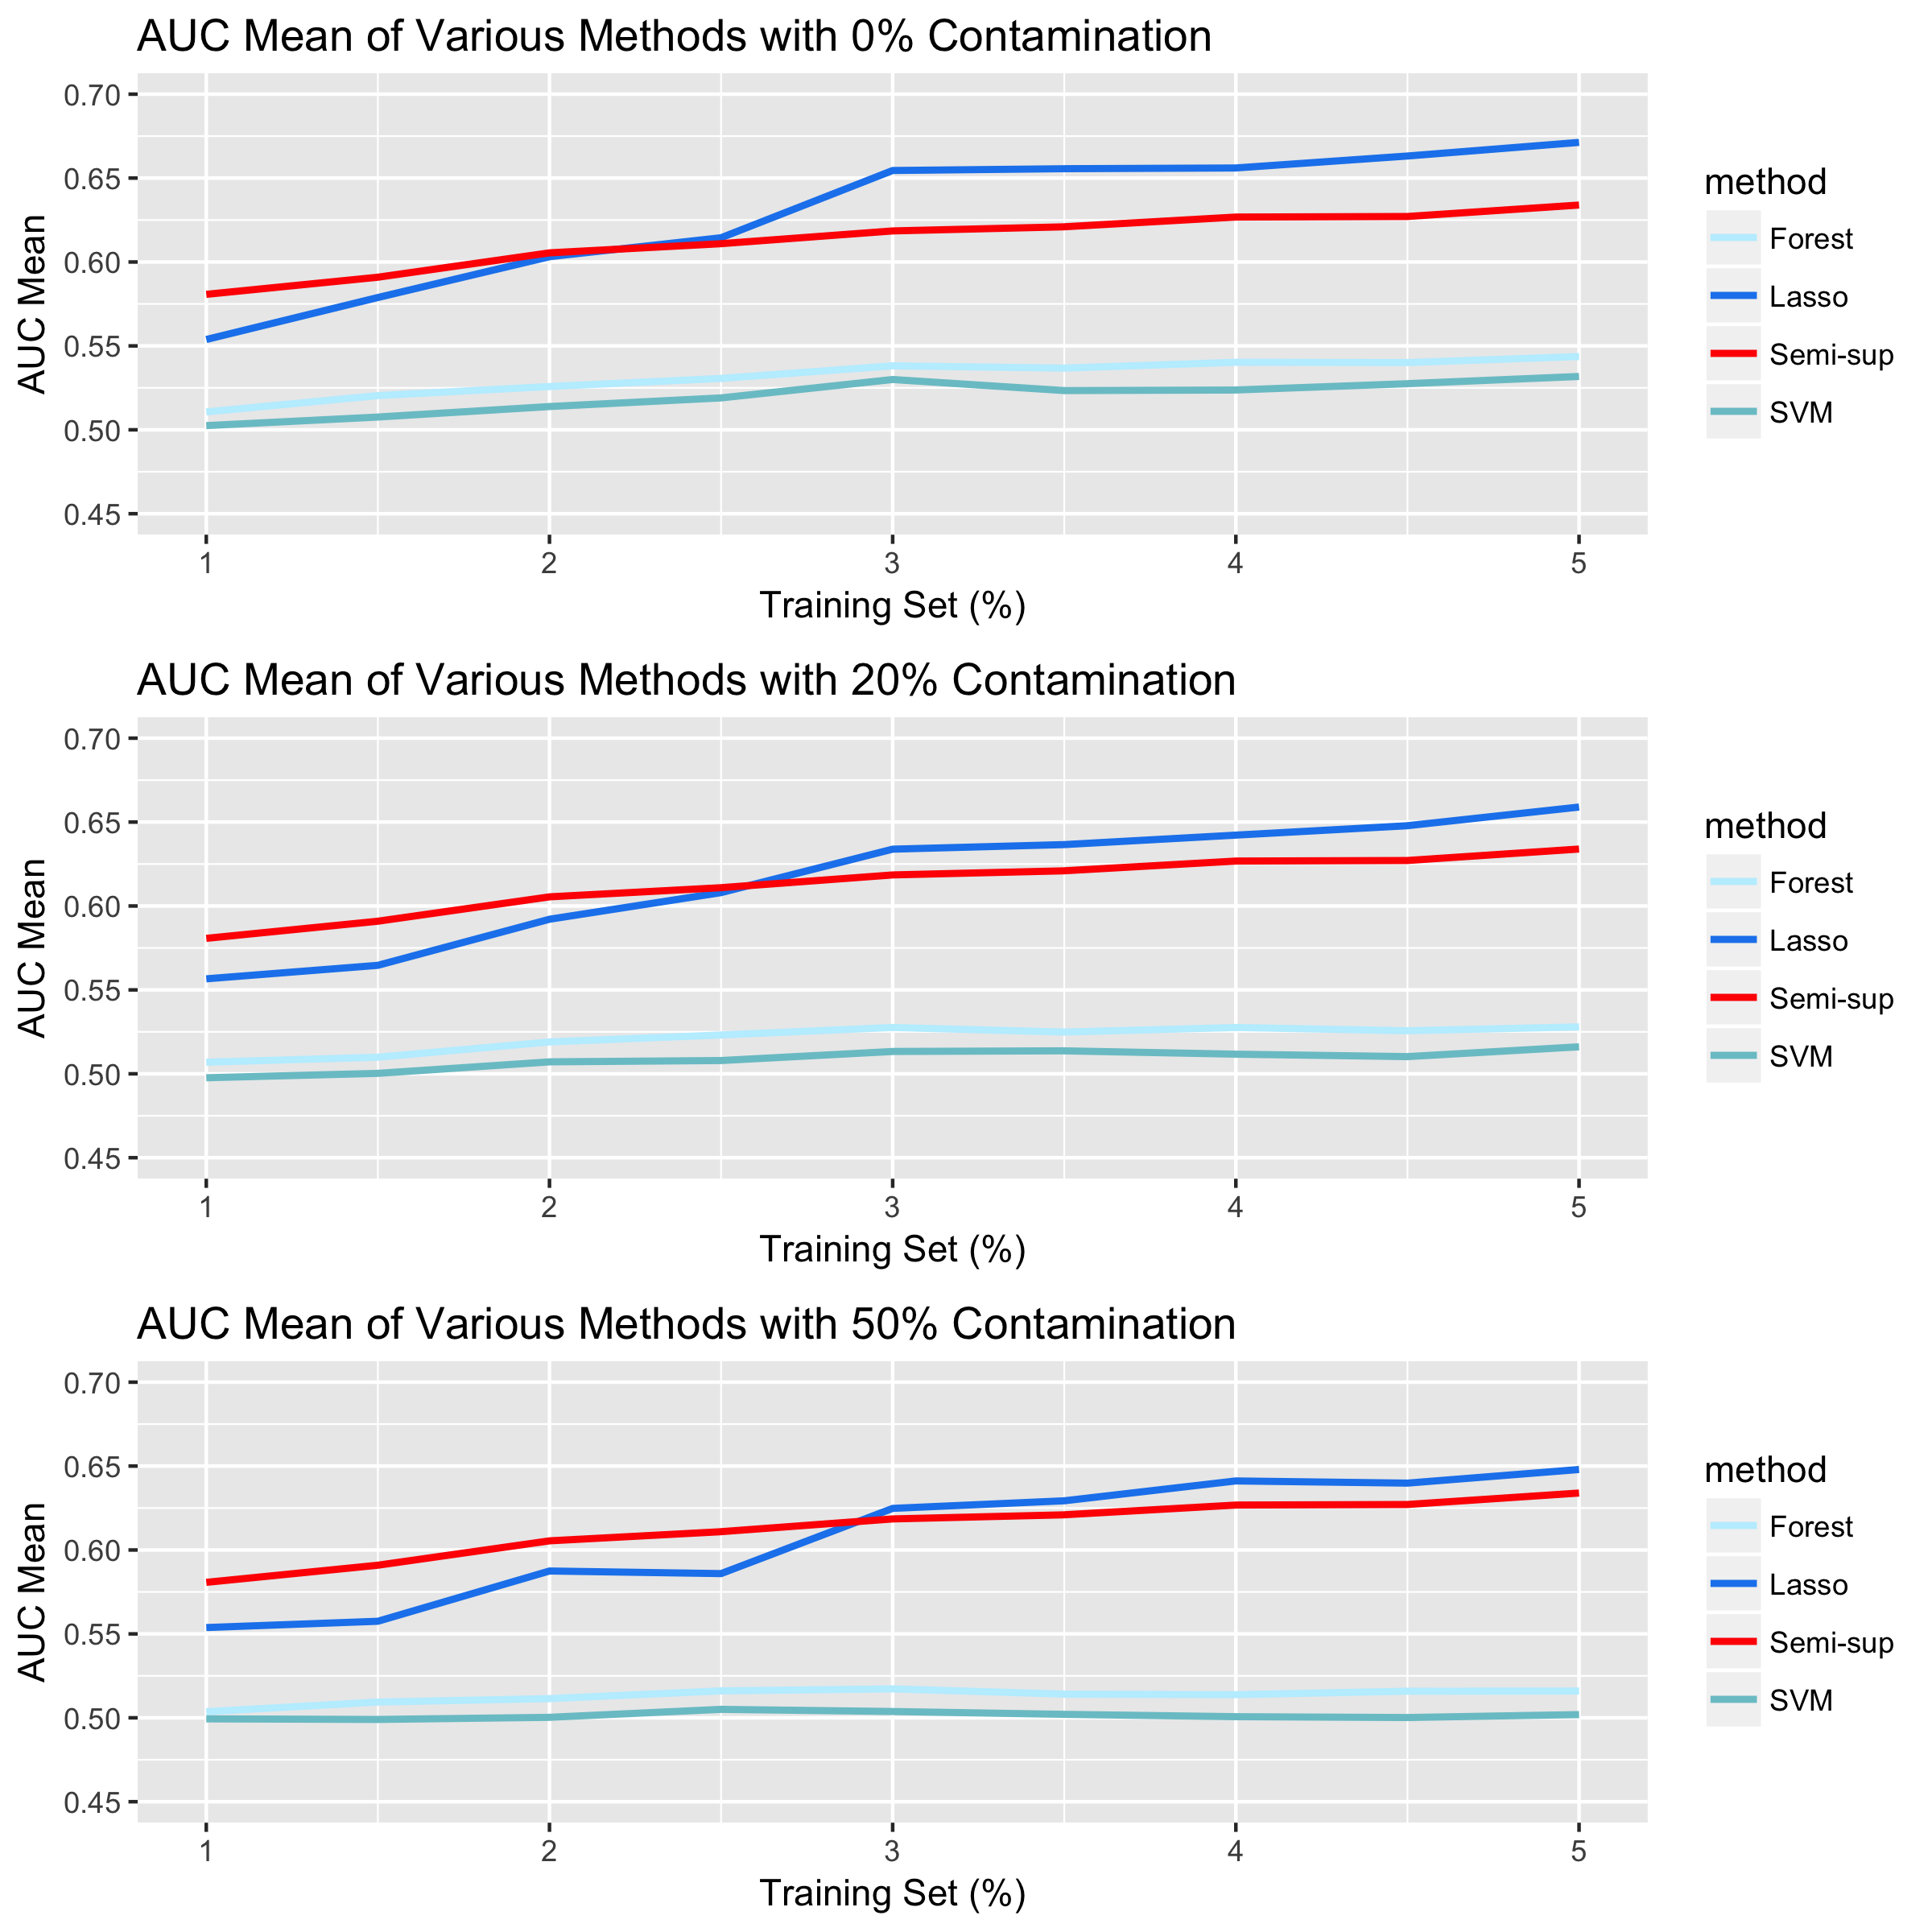 AUC Mean of Various Methods with 0% Contamination
0.70
0.65
0.60
0.55
0.50
0.45
AUC Mean
1 2 3 4 5
Training Set (%)
method
Forest
Lasso
Semi-sup
SVM
AUC Mean of Various Methods with 20% Contamination
0.70
0.65
0.60
0.55
0.50
0.45
AUC Mean
1 2 3 4 5
Training Set (%)
method
Forest
Lasso
Semi-sup
SVM
AUC Mean of Various Methods with 50% Contamination
0.70
0.65
0.60
0.55
0.50
0.45
AUC Mean
1 2 3 4 5
Training Set (%)
method
Forest
Lasso
Semi-sup
SVM